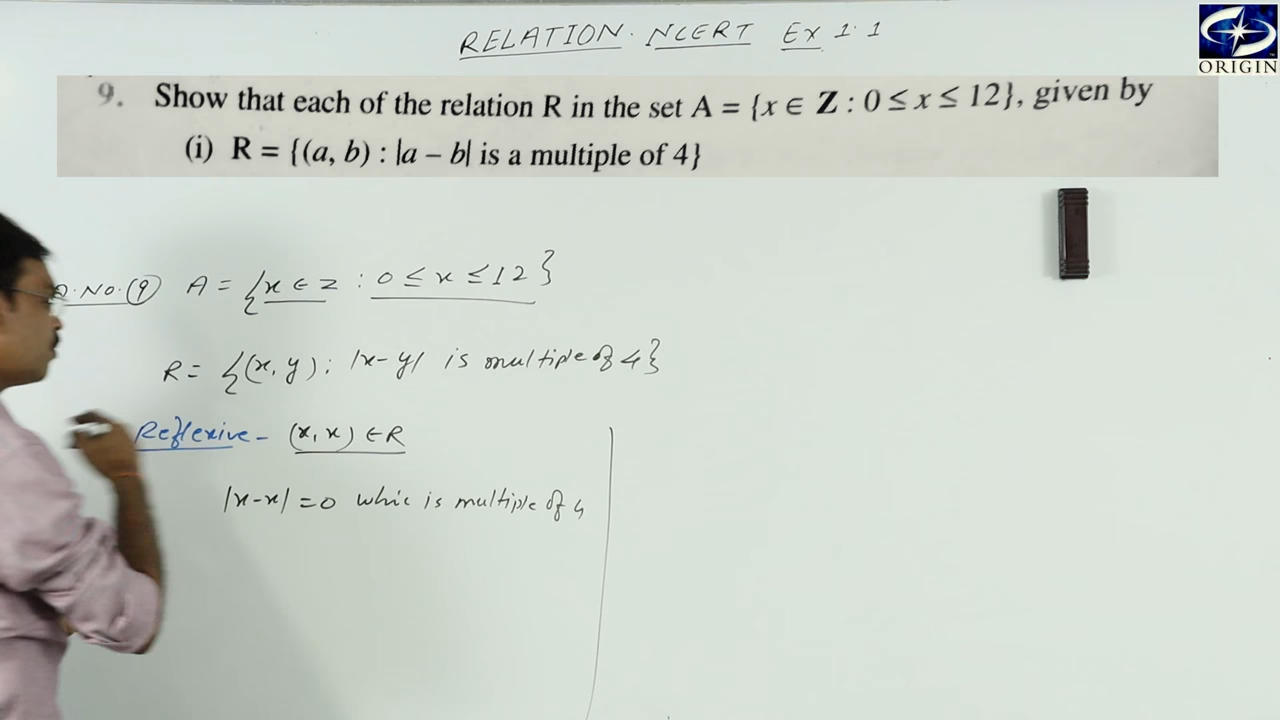 RELATION. NCERT Ex 1.1
ORIGIN
9. Show that each of the relation R in the set A = {x ∈ Z : 0 ≤ x ≤ 12}, given by
(i) R = {(a, b) : |a – b| is a multiple of 4}
Q.NO.(9) A = {x ∈ Z : 0 ≤ x ≤ 12}
R = {(x, y) : |x-y| is multiple of 4}
Reflexive - (x, x) ∈ R
|x-x| = 0 whic is multiple of 4